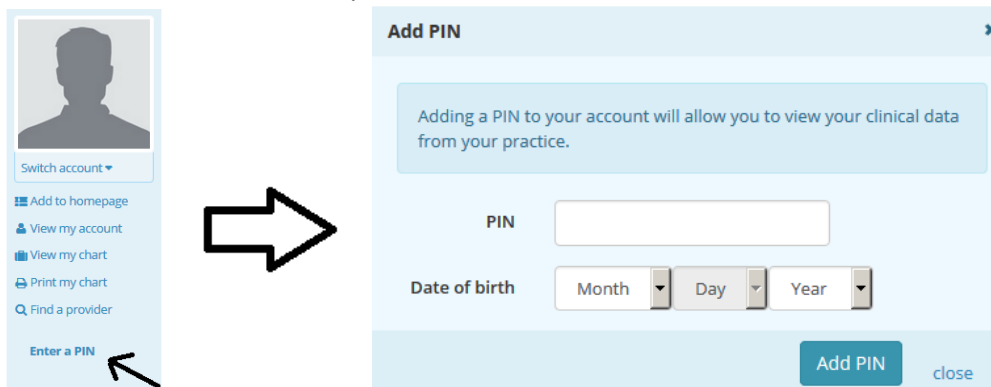 Switch account
Add to homepage
View my account
View my chart
Print my chart
Find a provider
Enter a PIN
Add PIN
Adding a PIN to your account will allow you to view your clinical data
from your practice.
PIN
Date of birth Month Day Year
Add PIN close